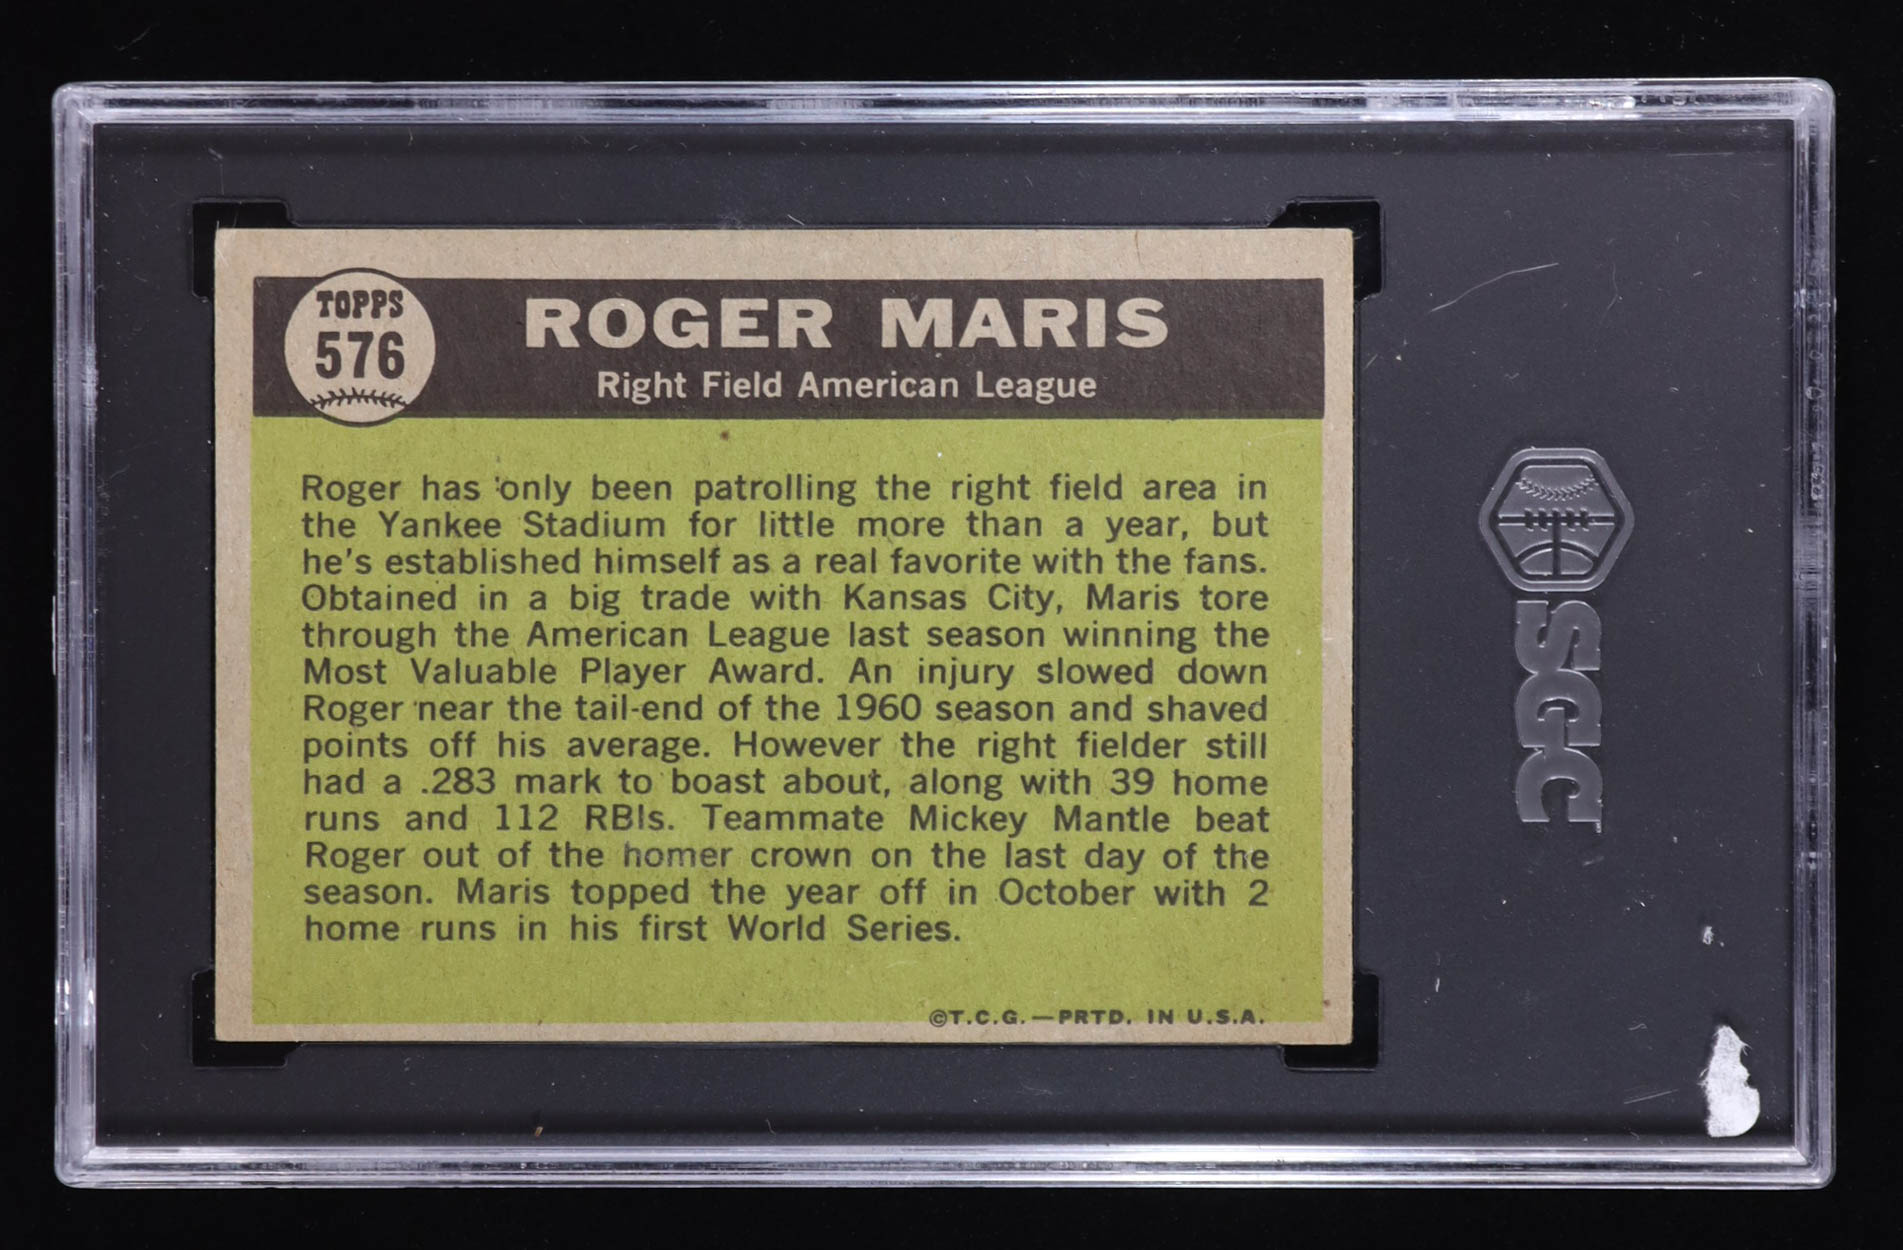 TOPPS
576
ROGER MARIS
Right Field American League
Roger has only been patrolling the right field area in
the Yankee Stadium for little more than a year, but
he's established himself as a real favorite with the fans.
Obtained in a big trade with Kansas City, Maris tore
through the American League last season winning the
Most Valuable Player Award. An injury slowed down
Roger near the tail-end of the 1960 season and shaved
points off his average. However the right fielder still
had a .283 mark to boast about, along with 39 home
runs and 112 RBIs. Teammate Mickey Mantle beat
Roger out of the homer crown on the last day of the
season. Maris topped the year off in October with 2
home runs in his first World Series.
©T.C.G.—PRTD. IN U.S.A.
SGC